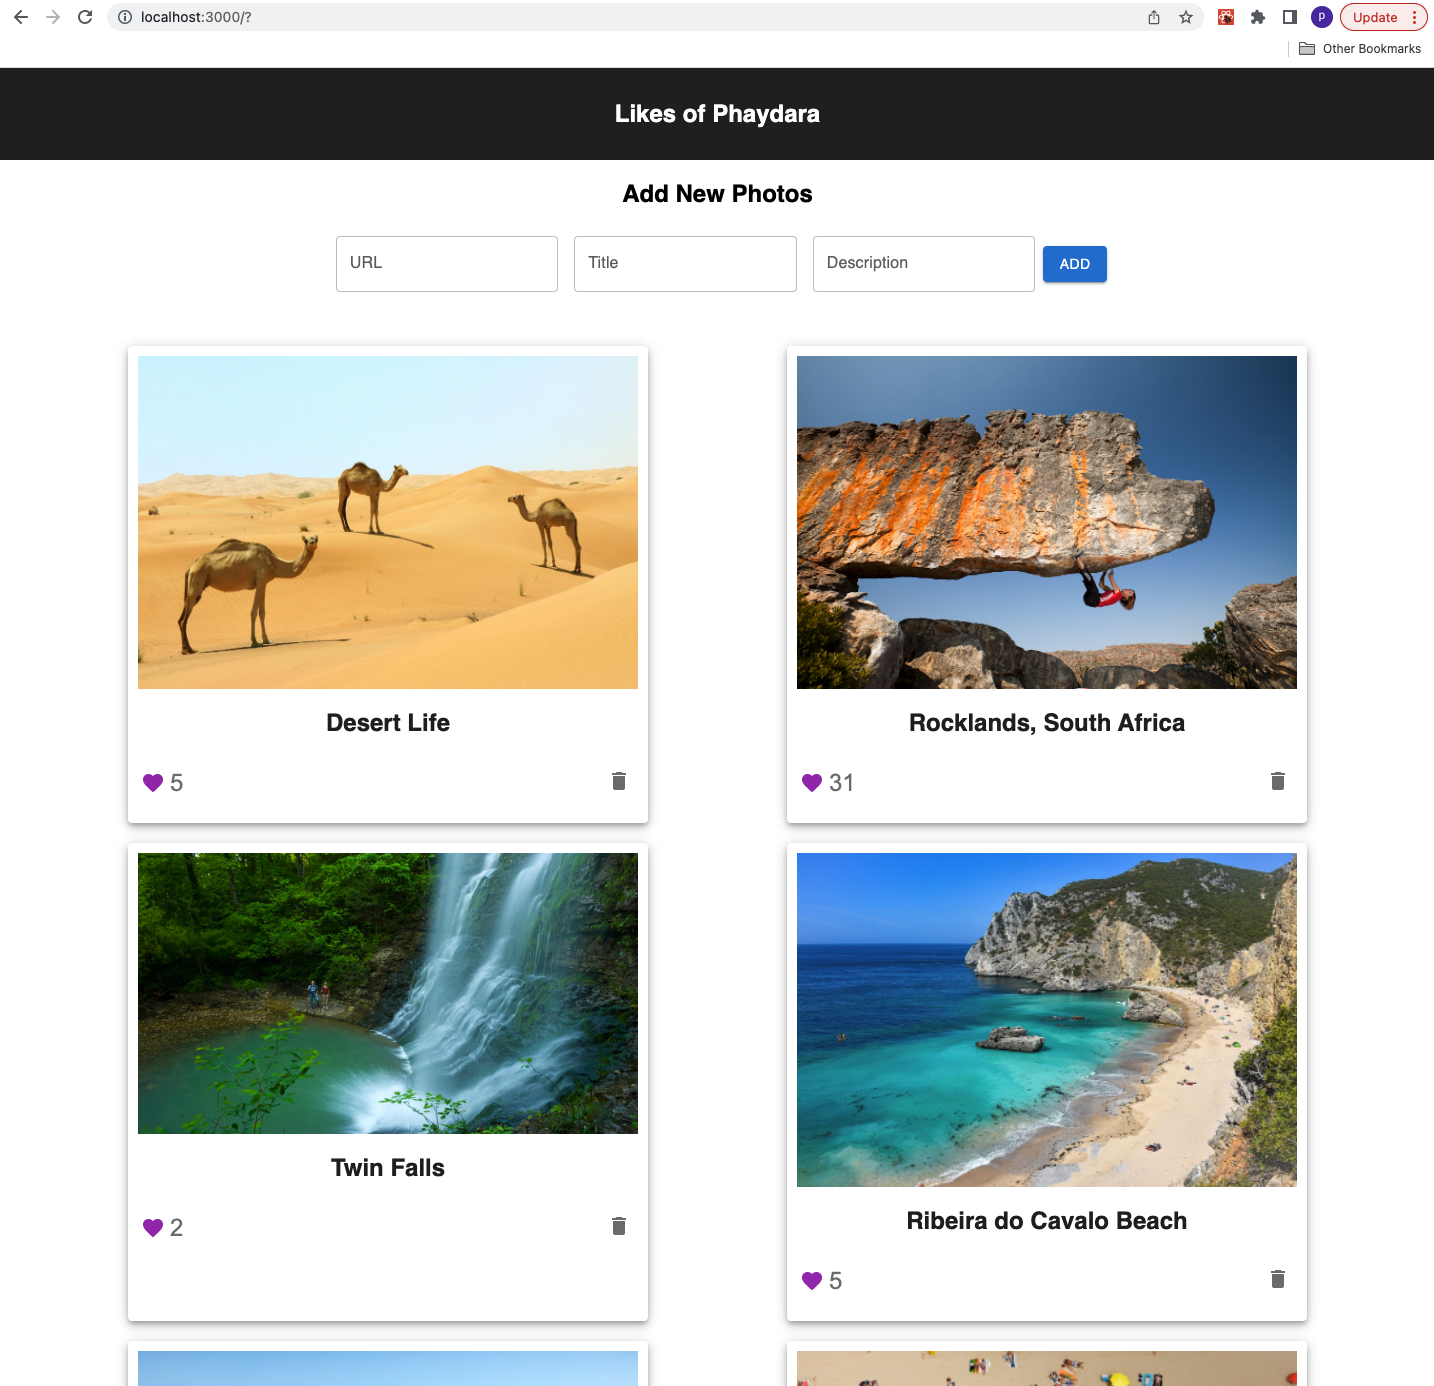 localhost:3000/?
p
Update
Other Bookmarks
Likes of Phaydara
Add New Photos
URL
Title
Description
ADD
Desert Life
5
Rocklands, South Africa
31
Twin Falls
2
Ribeira do Cavalo Beach
5